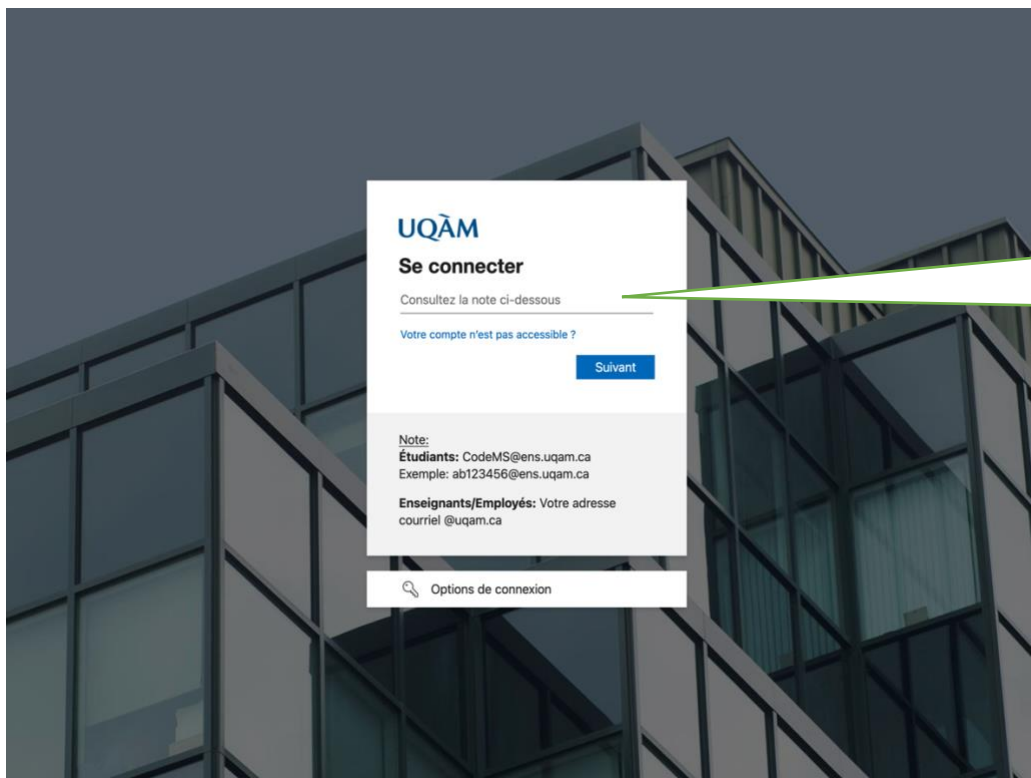 UQÀM
Se connecter
Consultez la note ci-dessous
Votre compte n'est pas accessible ?
Suivant
Note:
Étudiants: CodeMS@ens.uqam.ca
Exemple: ab123456@ens.uqam.ca
Enseignants/Employés: Votre adresse
courriel @uqam.ca
Options de connexion